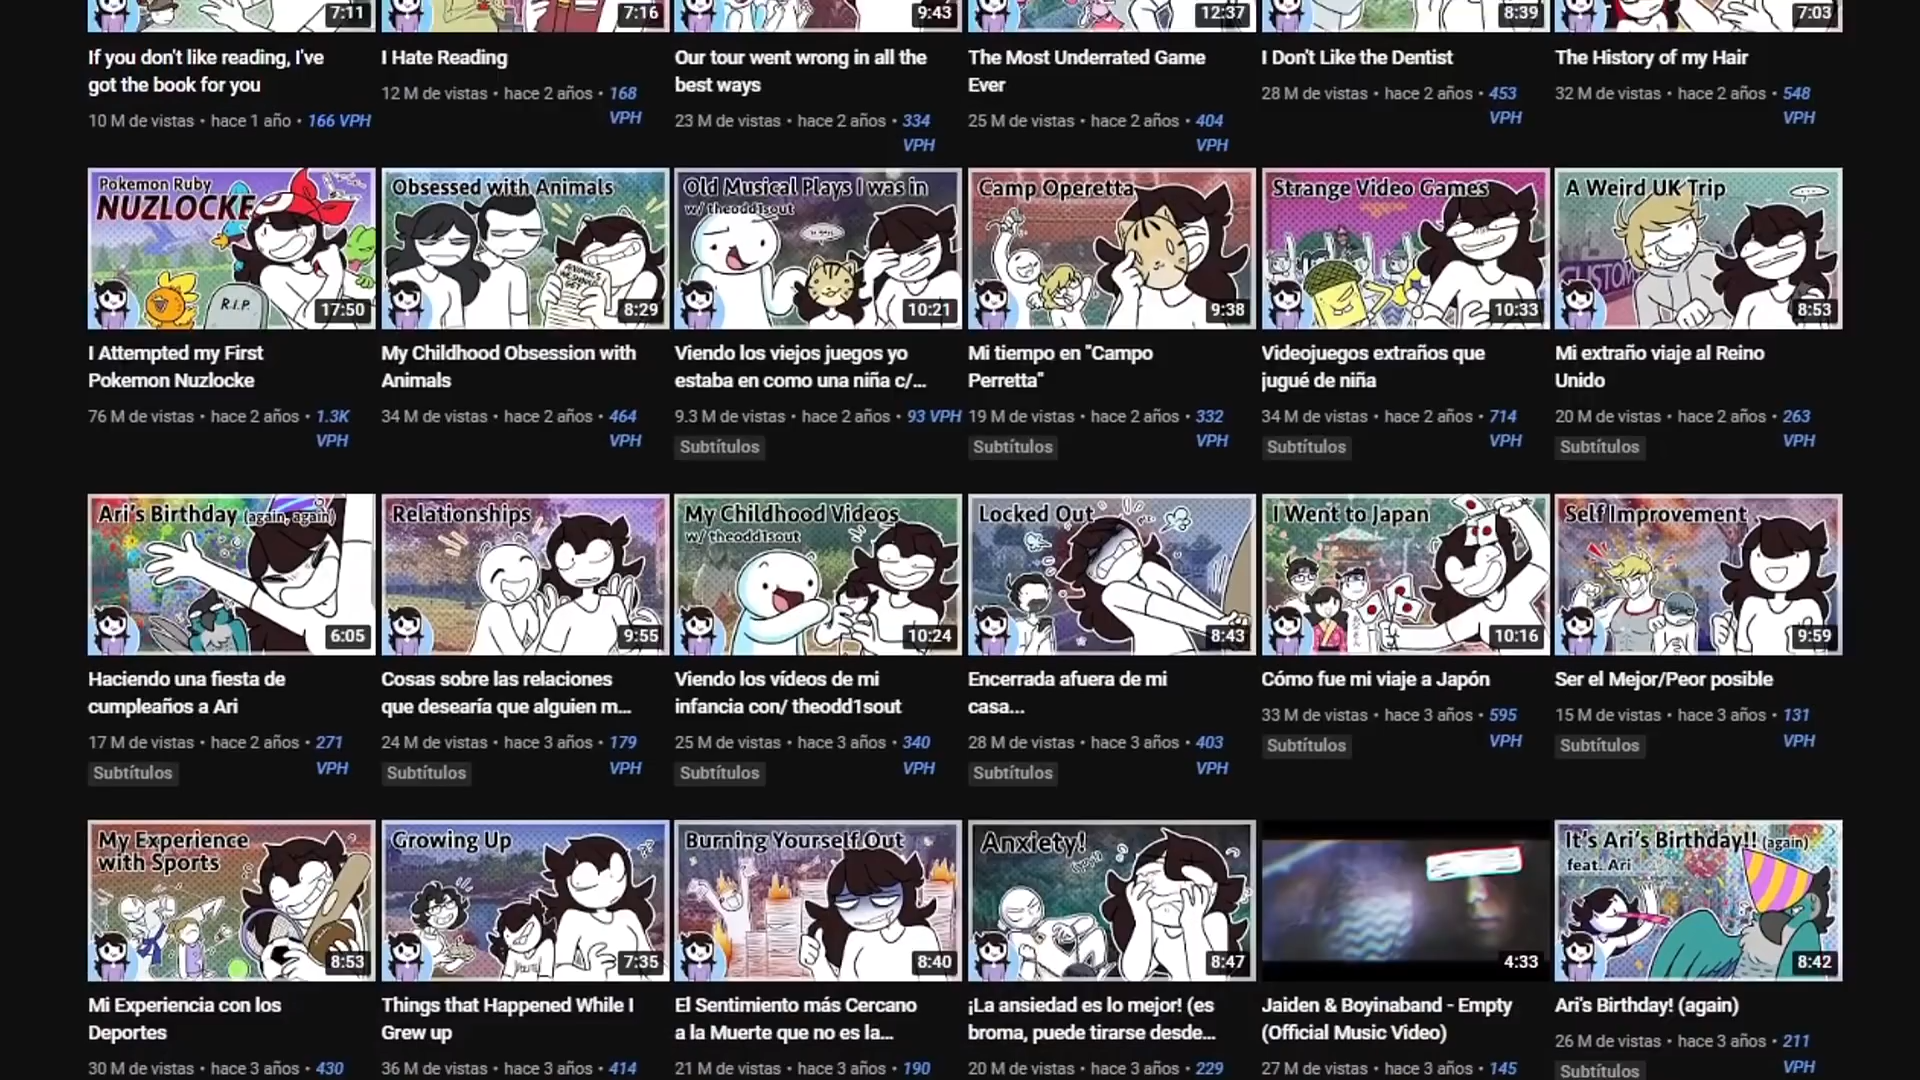 7:11
7:16
9:43
12:37
8:39
7:03
If you don't like reading, I've
got the book for you
10 M de vistas • hace 1 año • 166 VPH
I Hate Reading
12 M de vistas • hace 2 años • 168
VPH
Our tour went wrong in all the
best ways
23 M de vistas • hace 2 años • 334
VPH
The Most Underrated Game
Ever
25 M de vistas • hace 2 años • 404
VPH
I Don't Like the Dentist
28 M de vistas • hace 2 años • 453
VPH
The History of my Hair
32 M de vistas • hace 2 años • 548
VPH
Pokemon Ruby
NUZLOCKE
R.I.P.
17:50
I Attempted my First
Pokemon Nuzlocke
76 M de vistas • hace 2 años • 1.3K
VPH
Obsessed with Animals
8:29
My Childhood Obsession with
Animals
34 M de vistas • hace 2 años • 464
VPH
Old Musical Plays I was in
w/ theodd1sout
10:21
Viendo los viejos juegos yo
estaba en como una niña c/...
9.3 M de vistas • hace 2 años • 93 VPH
Subtítulos
Camp Operetta
9:38
Mi tiempo en "Campo
Perretta"
19 M de vistas • hace 2 años • 332
VPH
Subtítulos
Strange Video Games
10:33
Videojuegos extraños que
jugué de niña
34 M de vistas • hace 2 años • 714
VPH
Subtítulos
A Weird UK Trip
8:53
Mi extraño viaje al Reino
Unido
20 M de vistas • hace 2 años • 263
VPH
Subtítulos
Ari's Birthday (again, again)
6:05
Haciendo una fiesta de
cumpleaños a Ari
17 M de vistas • hace 2 años • 271
VPH
Subtítulos
Relationships
9:55
Cosas sobre las relaciones
que desearía que alguien m...
24 M de vistas • hace 3 años • 179
VPH
Subtítulos
My Childhood Videos
w/ theodd1sout
10:24
Viendo los vídeos de mi
infancia con/ theodd1sout
25 M de vistas • hace 3 años • 340
VPH
Subtítulos
Locked Out
8:43
Encerrada afuera de mi
casa...
28 M de vistas • hace 3 años • 403
VPH
Subtítulos
I Went to Japan
10:16
Cómo fue mi viaje a Japón
33 M de vistas • hace 3 años • 595
VPH
Subtítulos
Self Improvement
9:59
Ser el Mejor/Peor posible
15 M de vistas • hace 3 años • 131
VPH
Subtítulos
My Experience
with Sports
8:53
Mi Experiencia con los
Deportes
30 M de vistas • hace 3 años • 430
Growing Up
7:35
Things that Happened While I
Grew up
36 M de vistas • hace 3 años • 414
Burning Yourself Out
8:40
El Sentimiento más Cercano
a la Muerte que no es la...
21 M de vistas • hace 3 años • 190
Anxiety!
8:47
¡La ansiedad es lo mejor! (es
broma, puede tirarse desde...
20 M de vistas • hace 3 años • 229
4:33
Jaiden & Boyinaband - Empty
(Official Music Video)
27 M de vistas • hace 3 años • 145
It's Ari's Birthday!! (again)
feat. Ari
8:42
Ari's Birthday! (again)
26 M de vistas • hace 3 años • 211
VPH
Subtítulos